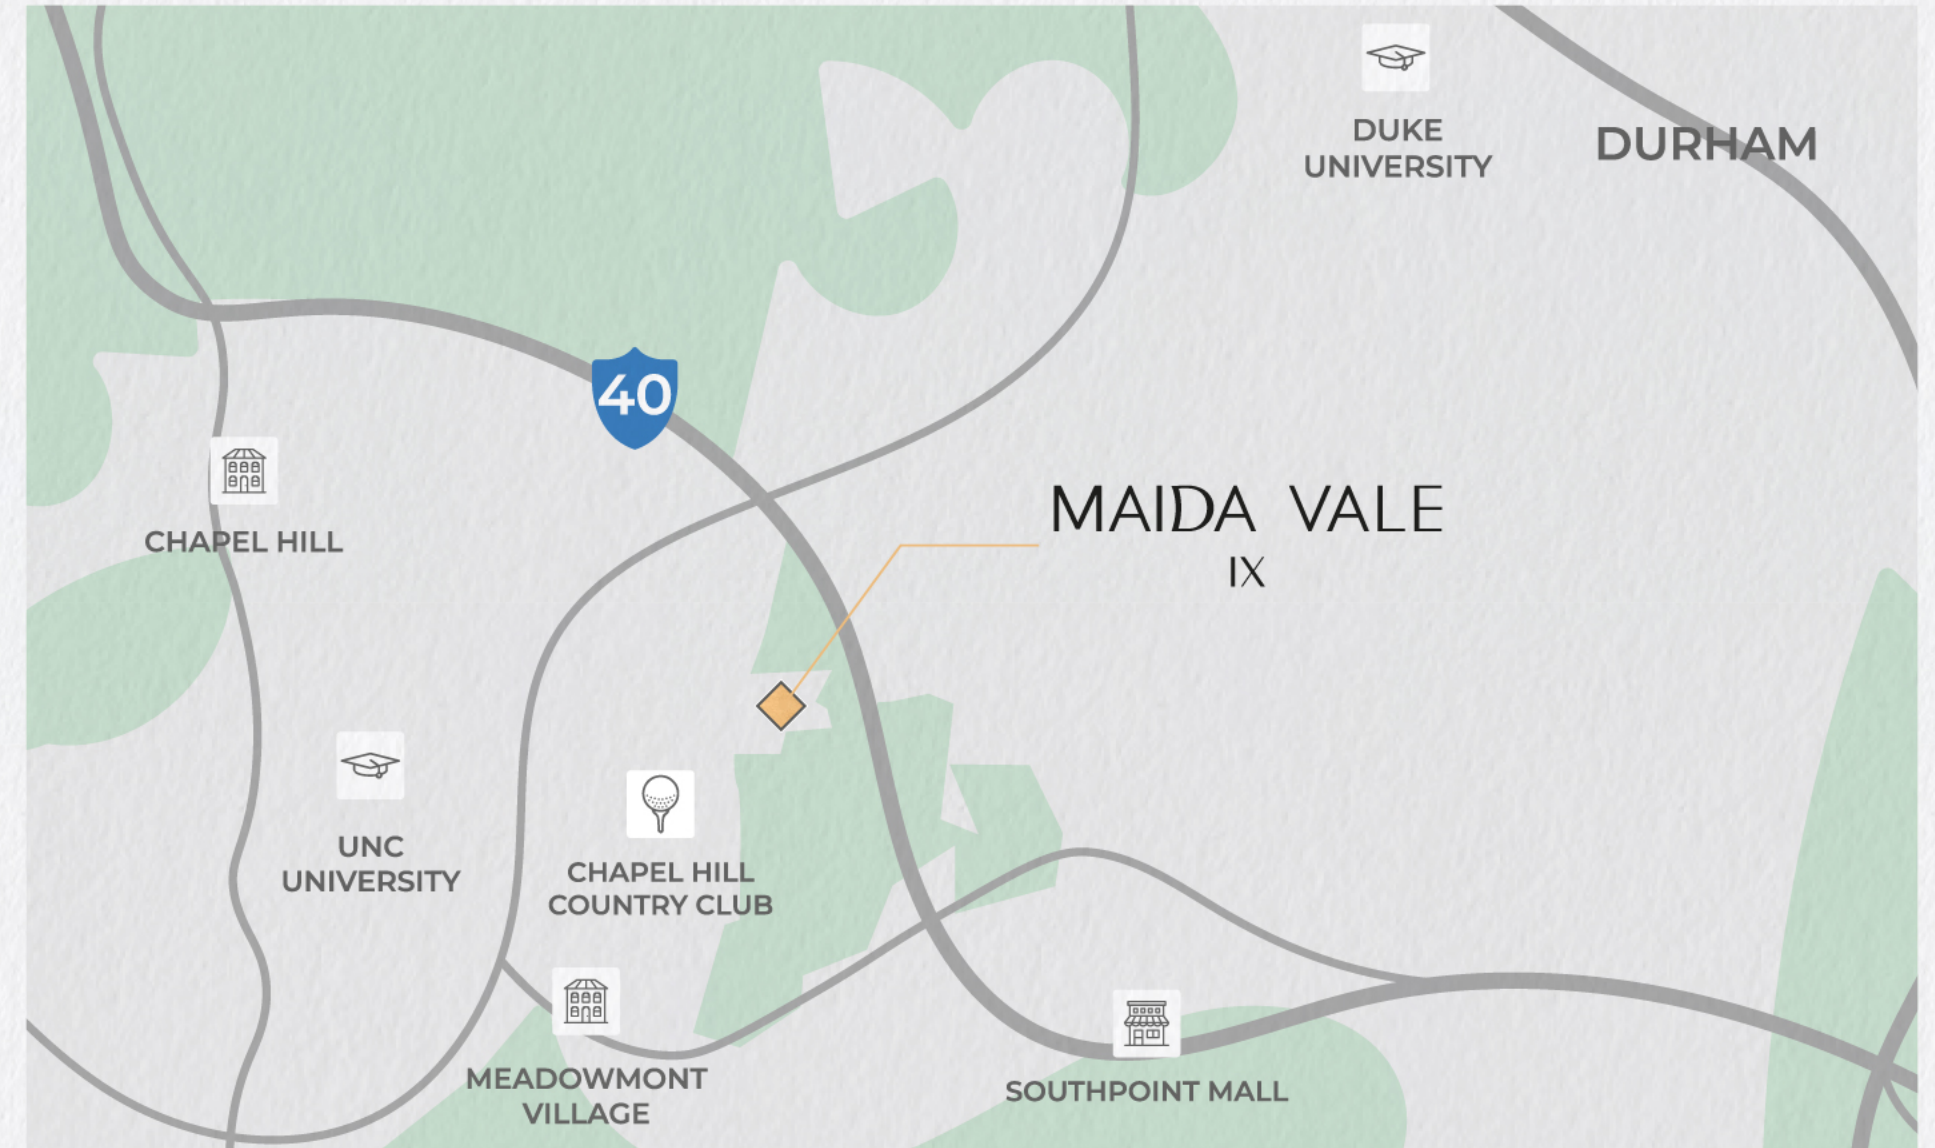 DUKE
UNIVERSITY
DURHAM
40
MAIDA VALE
IX
CHAPEL HILL
UNC
UNIVERSITY
CHAPEL HILL
COUNTRY CLUB
MEADOWMONT
VILLAGE
SOUTHPOINT MALL